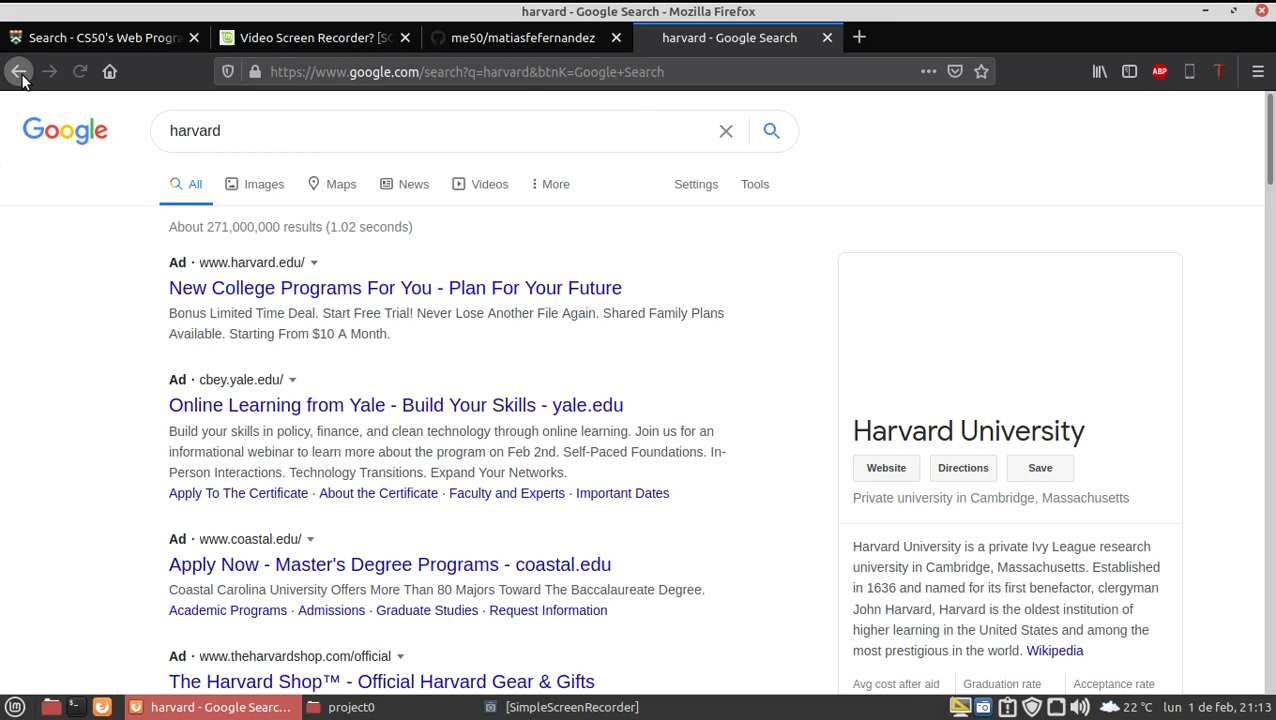 harvard - Google Search - Mozilla Firefox
Search - CS50's Web Progra
Video Screen Recorder? [SC
me50/matiasfefernandez
harvard - Google Search
https://www.google.com/search?q=harvard&btnK=Google+Search
ABP
T
Google
harvard
All
Images
Maps
News
Videos
More
Settings
Tools
About 271,000,000 results (1.02 seconds)
Ad · www.harvard.edu/
New College Programs For You - Plan For Your Future
Bonus Limited Time Deal. Start Free Trial! Never Lose Another File Again. Shared Family Plans
Available. Starting From $10 A Month.
Ad · cbey.yale.edu/
Online Learning from Yale - Build Your Skills - yale.edu
Build your skills in policy, finance, and clean technology through online learning. Join us for an
informational webinar to learn more about the program on Feb 2nd. Self-Paced Foundations. In-
Person Interactions. Technology Transitions. Expand Your Networks.
Apply To The Certificate · About the Certificate · Faculty and Experts · Important Dates
Ad · www.coastal.edu/
Apply Now - Master's Degree Programs - coastal.edu
Coastal Carolina University Offers More Than 80 Majors Toward The Baccalaureate Degree.
Academic Programs · Admissions · Graduate Studies · Request Information
Ad · www.theharvardshop.com/official
The Harvard Shop™ - Official Harvard Gear & Gifts
Harvard University
Website
Directions
Save
Private university in Cambridge, Massachusetts
Harvard University is a private Ivy League research
university in Cambridge, Massachusetts. Established
in 1636 and named for its first benefactor, clergyman
John Harvard, Harvard is the oldest institution of
higher learning in the United States and among the
most prestigious in the world. Wikipedia
Avg cost after aid
Graduation rate
Acceptance rate
harvard - Google Searc...
project0
[SimpleScreenRecorder]
22 °C
lun 1 de feb, 21:13